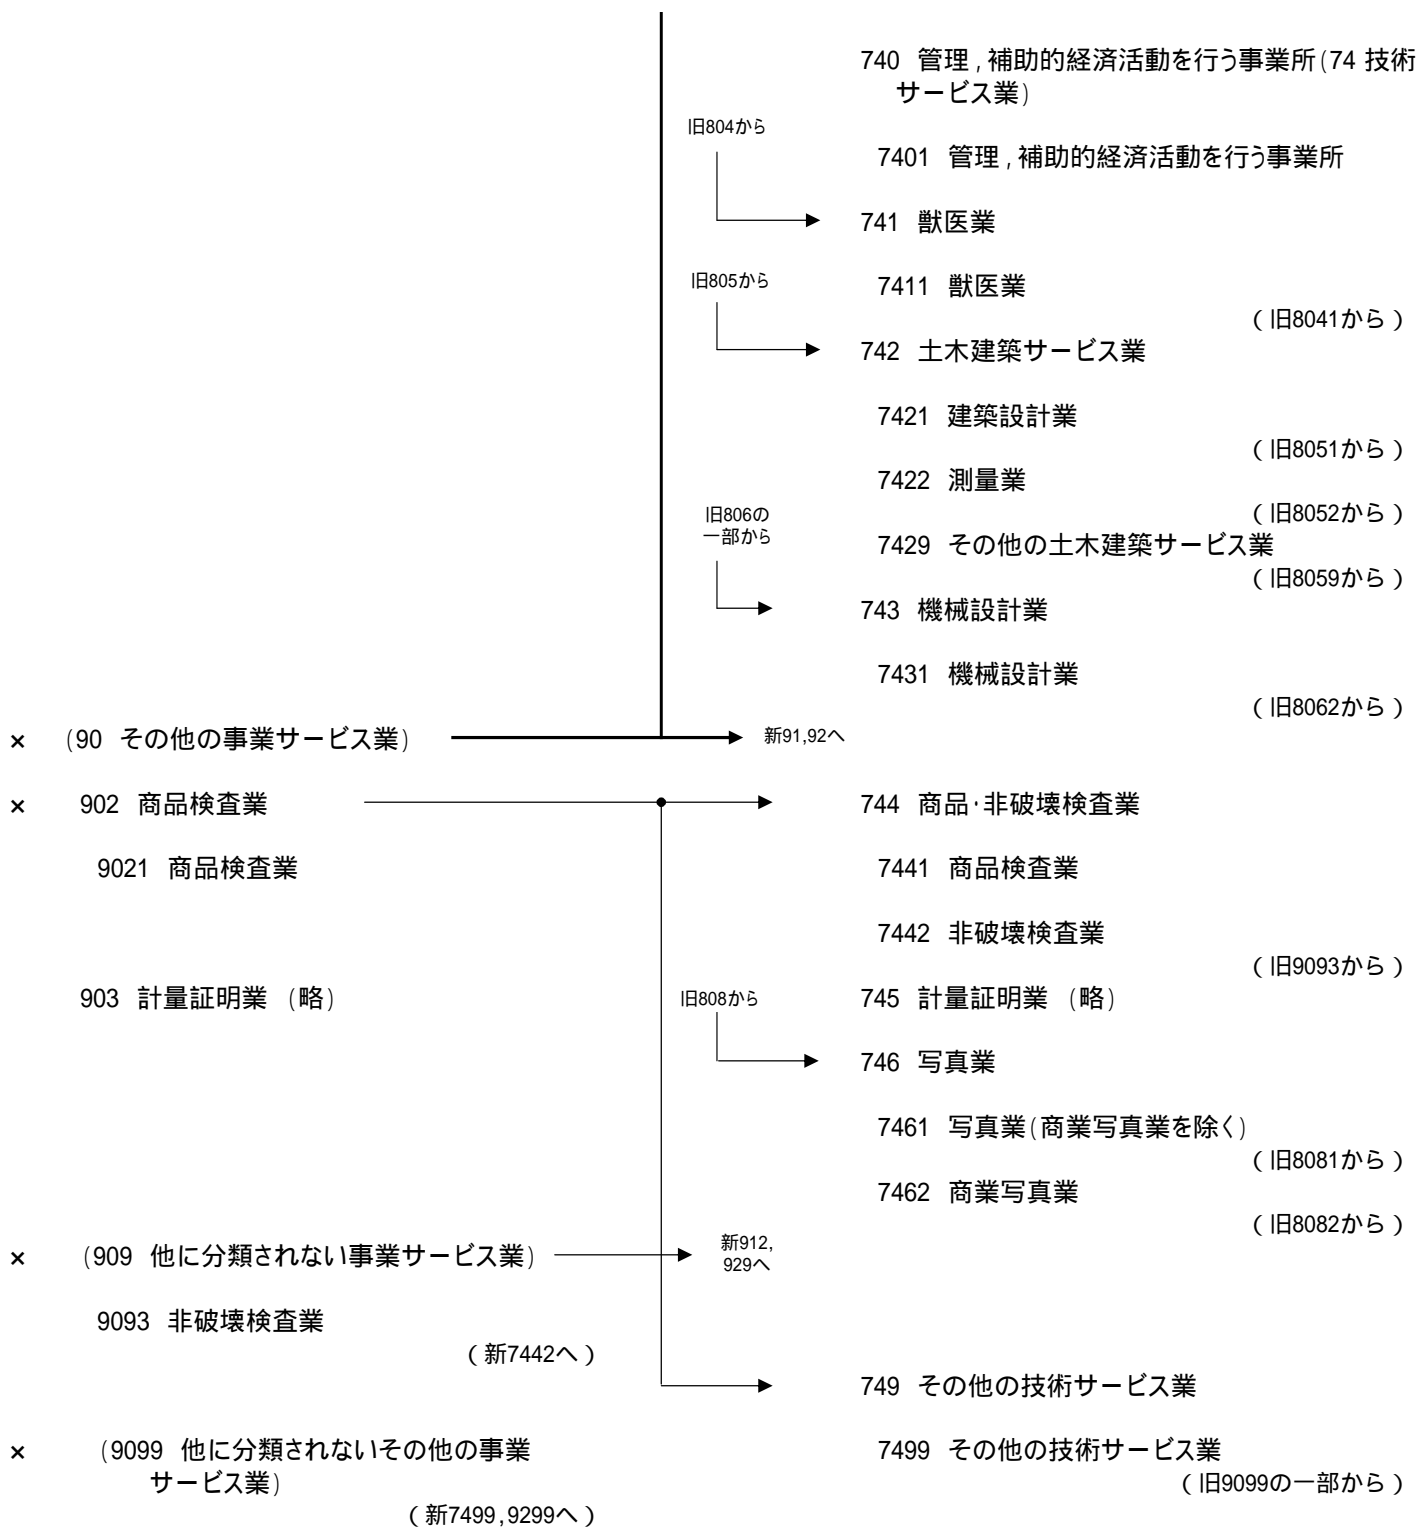 740 管理,補助的経済活動を行う事業所(74 技術
サービス業)
旧804から
7401 管理,補助的経済活動を行う事業所
741 獣医業
旧805から
7411 獣医業
(旧8041から)
742 土木建築サービス業
7421 建築設計業
(旧8051から)
7422 測量業
旧806の
一部から
(旧8052から)
7429 その他の土木建築サービス業
(旧8059から)
743 機械設計業
7431 機械設計業
(旧8062から)
× (90 その他の事業サービス業)
新91,92へ
× 902 商品検査業
744 商品・非破壊検査業
9021 商品検査業
7441 商品検査業
7442 非破壊検査業
(旧9093から)
903 計量証明業 (略)
旧808から
745 計量証明業 (略)
746 写真業
7461 写真業(商業写真業を除く)
(旧8081から)
7462 商業写真業
(旧8082から)
× (909 他に分類されない事業サービス業)
新912,
929へ
9093 非破壊検査業
(新7442へ)
749 その他の技術サービス業
× (9099 他に分類されないその他の事業
サービス業)
(新7499,9299へ)
7499 その他の技術サービス業
(旧9099の一部から)